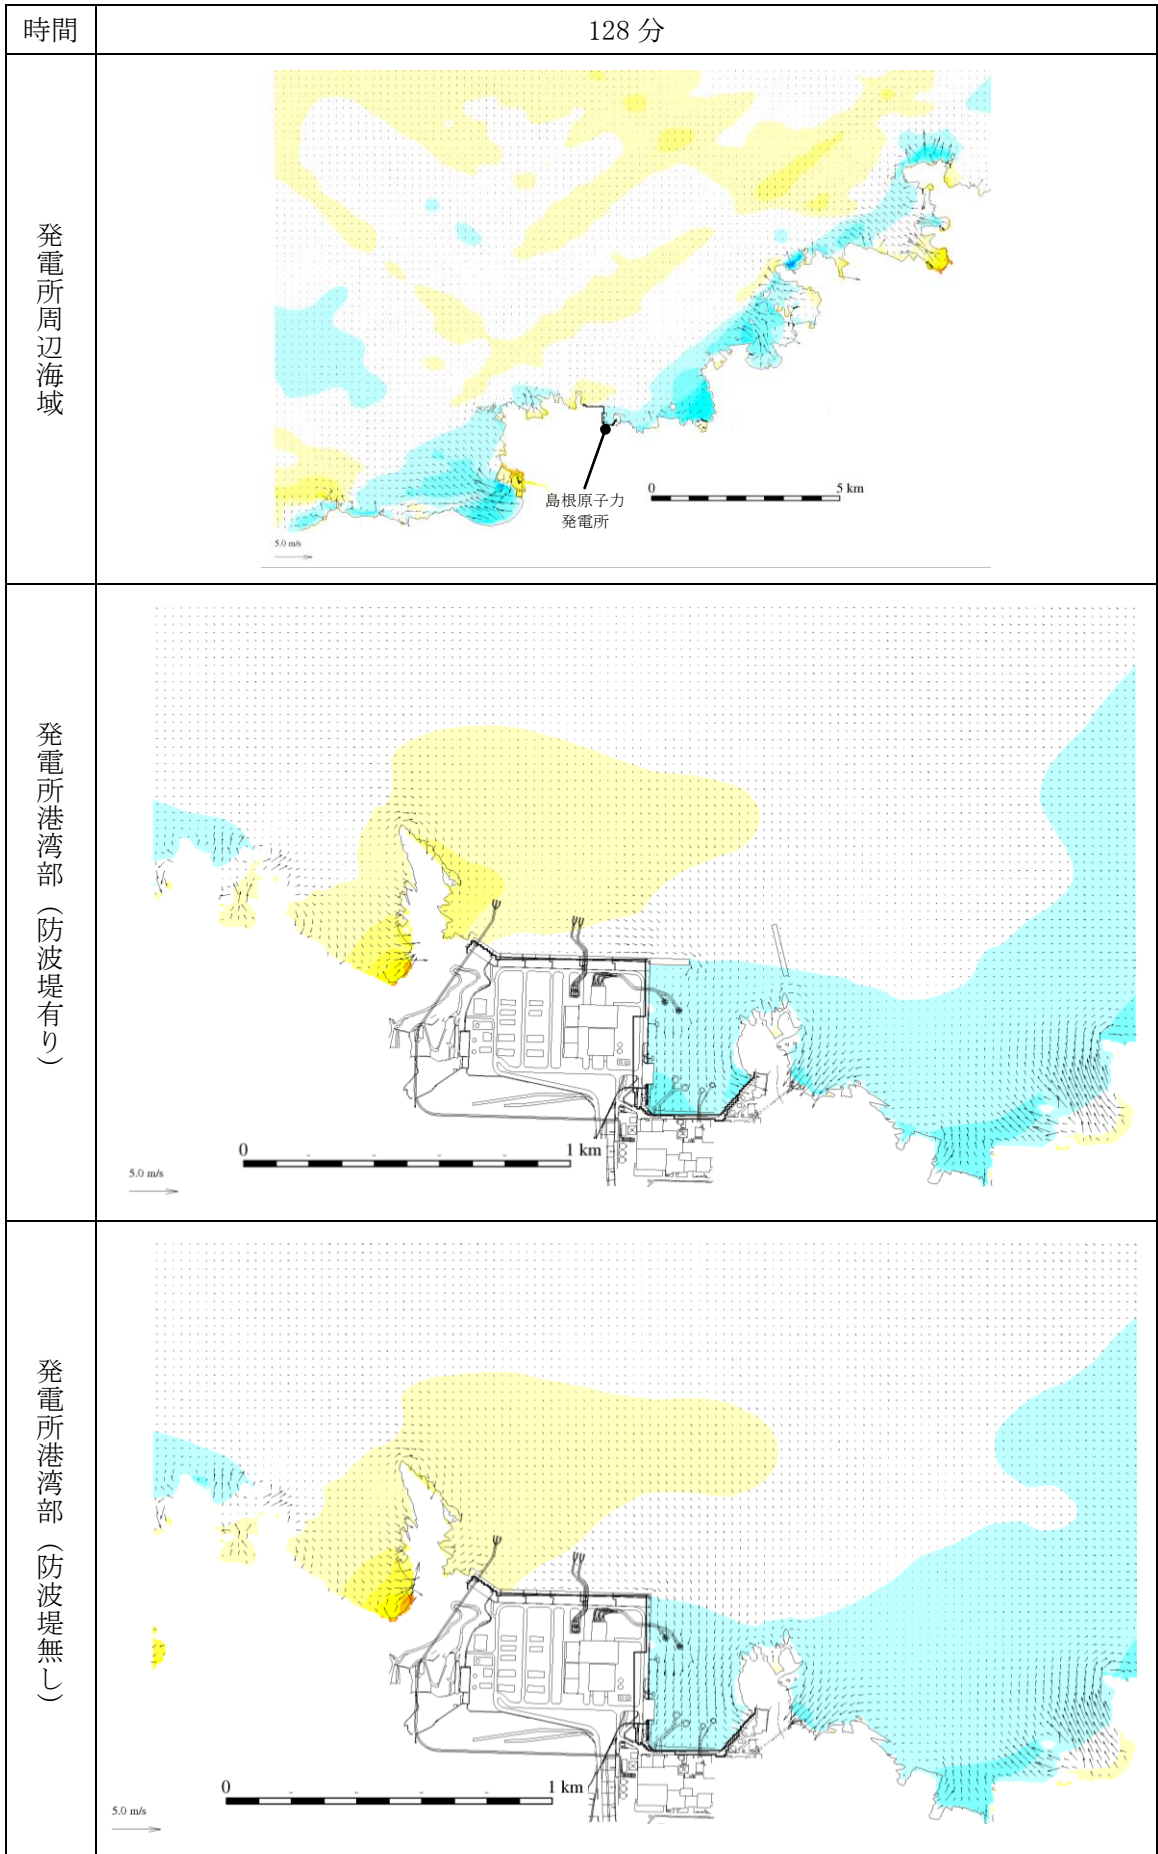 時間
128 分
発電所周辺海域
島根原子力
発電所
0 5 km
5.0 m/s
発電所港湾部（防波堤有り）
0 1 km
5.0 m/s
発電所港湾部（防波堤無し）
0 1 km
5.0 m/s